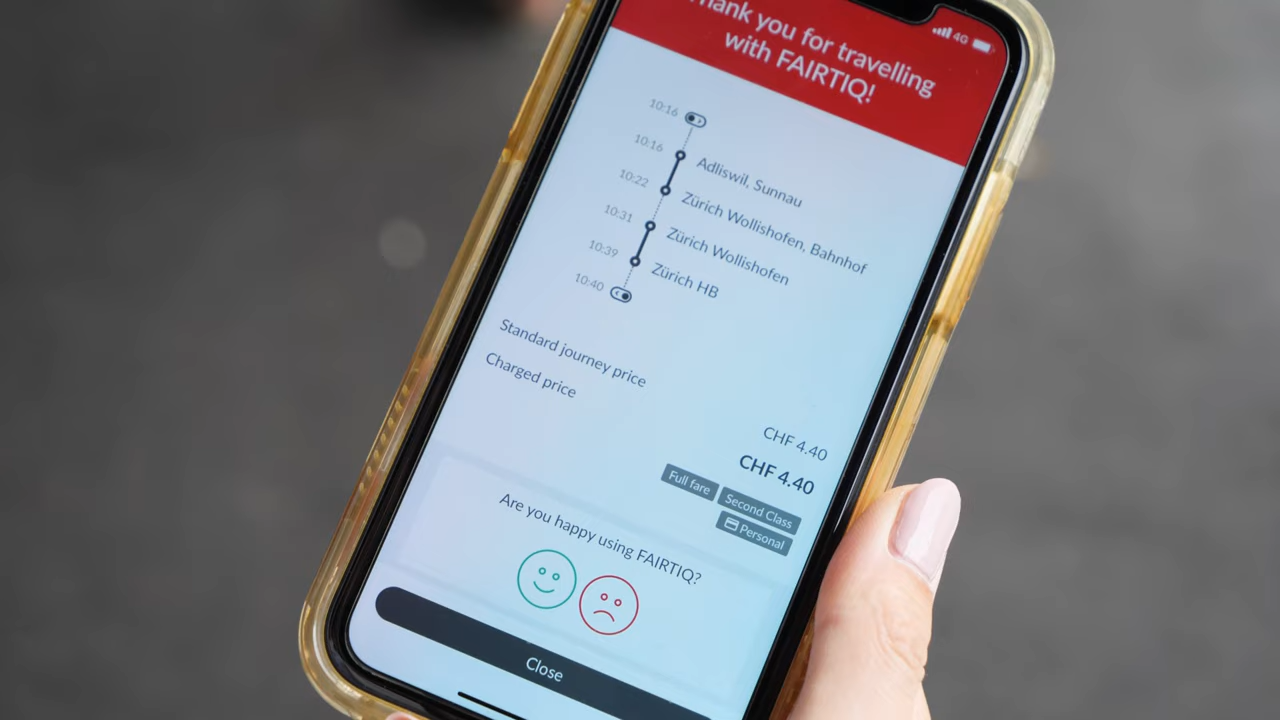 Thank you for travelling
with FAIRTIQ!
4G
10:16
10:16 Adliswil, Sunnau
10:22 Zürich Wollishofen, Bahnhof
10:31 Zürich Wollishofen
10:39 Zürich HB
10:40
Standard journey price
CHF 4.40
Charged price
CHF 4.40
Full fare Second Class
Personal
Are you happy using FAIRTIQ?
Close